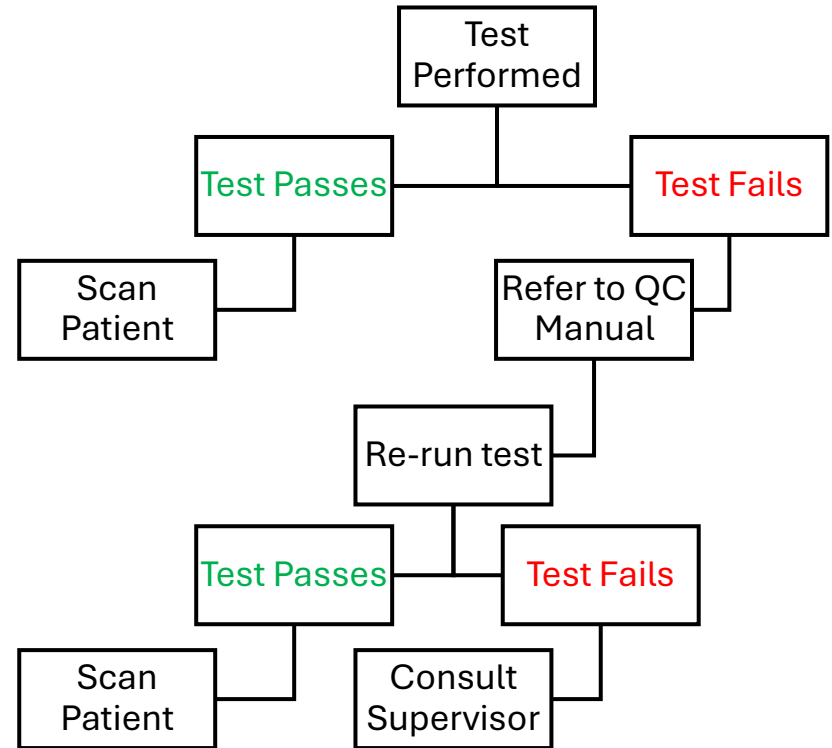 Test
Performed
Test Passes
Test Fails
Scan
Patient
Refer to QC
Manual
Re-run test
Test Passes
Test Fails
Scan
Patient
Consult
Supervisor